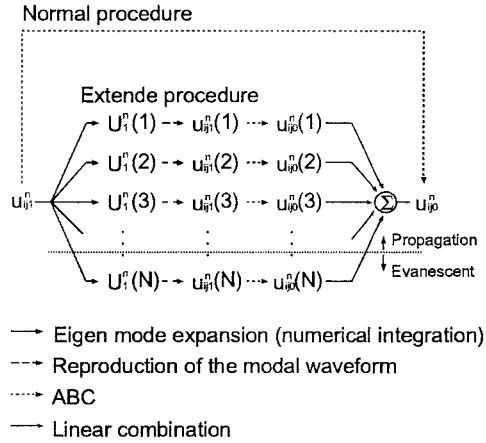 Normal procedure
Extende procedure
U₁ⁿ(1) uᵢⱼ₁ⁿ(1) uᵢⱼ₀ⁿ(1)
U₁ⁿ(2) uᵢⱼ₁ⁿ(2) uᵢⱼ₀ⁿ(2)
uᵢⱼ₁ⁿ U₁ⁿ(3) uᵢⱼ₁ⁿ(3) uᵢⱼ₀ⁿ(3) Σ uᵢⱼ₀ⁿ
Propagation
Evanescent
U₁ⁿ(N) uᵢⱼ₁ⁿ(N) uᵢⱼ₀ⁿ(N)
Eigen mode expansion (numerical integration)
Reproduction of the modal waveform
ABC
Linear combination